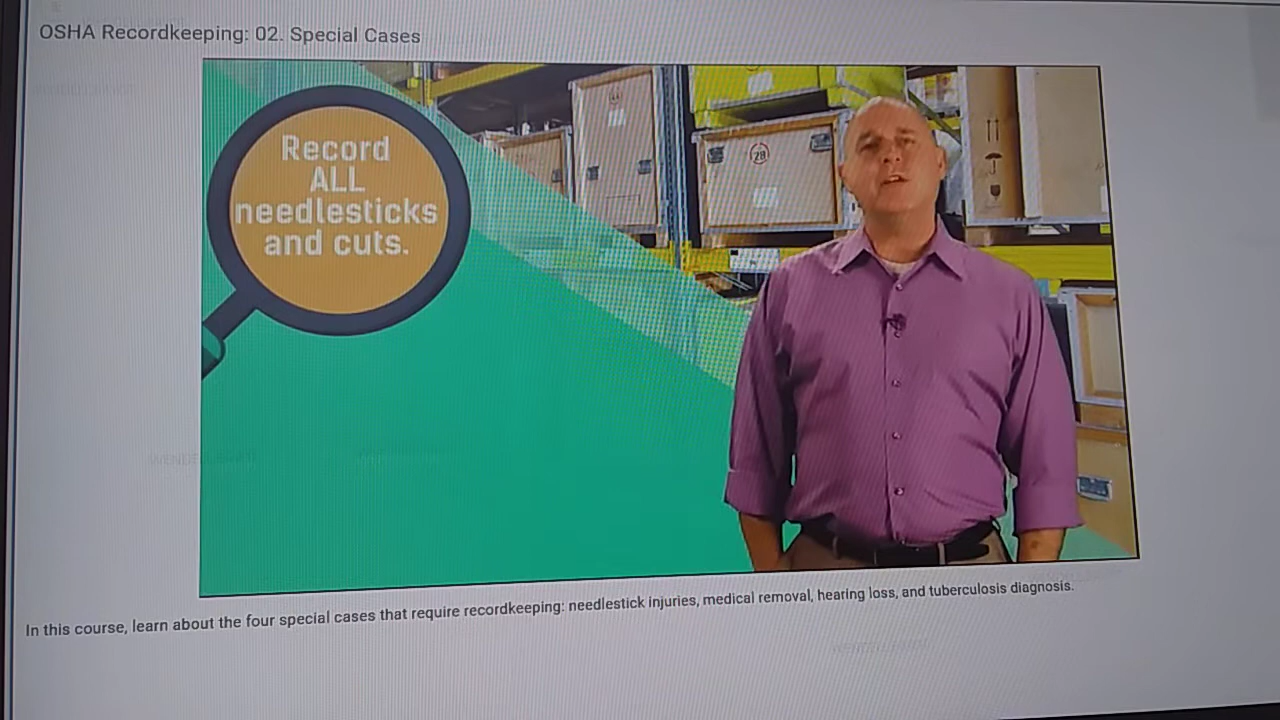 OSHA Recordkeeping: 02. Special Cases
Record
ALL
needlesticks
and cuts.
28
In this course, learn about the four special cases that require recordkeeping: needlestick injuries, medical removal, hearing loss, and tuberculosis diagnosis.